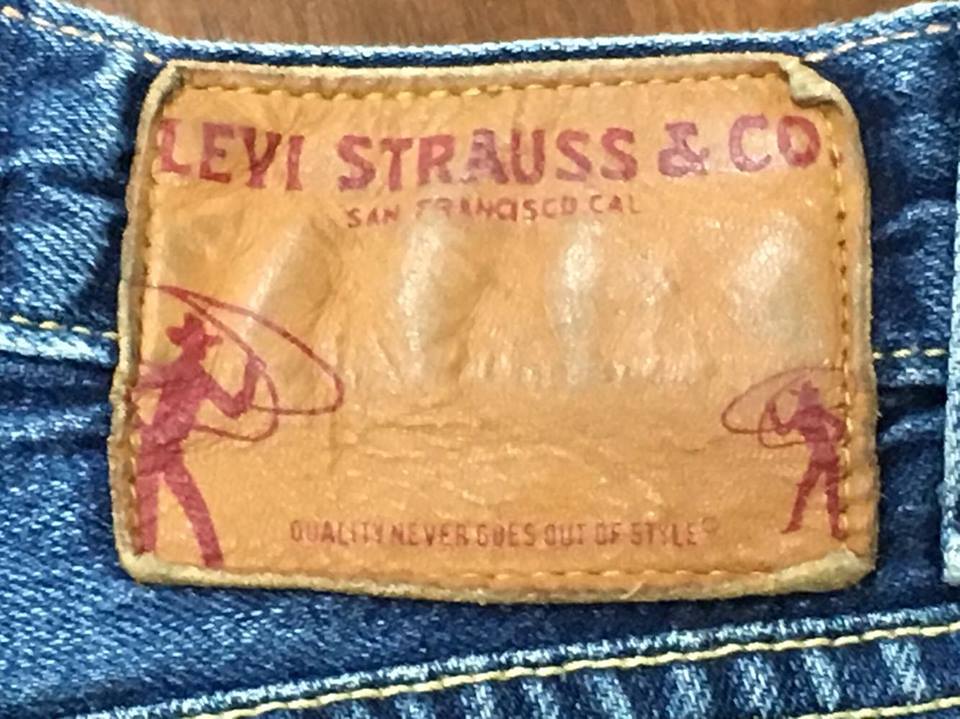 LEVI STRAUSS & CO
SAN FRANCISCO CAL
QUALITY NEVER GOES OUT OF STYLE®